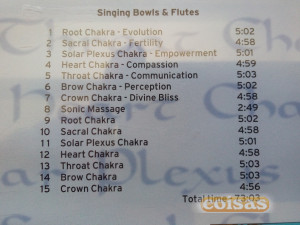 Singing Bowls & Flutes
1 Root Chakra - Evolution 5:02
2 Sacral Chakra - Fertility 4:58
3 Solar Plexus Chakra - Empowerment 5:01
4 Heart Chakra - Compassion 4:59
5 Throat Chakra - Communication 5:03
6 Brow Chakra - Perception 5:02
7 Crown Chakra - Divine Bliss 4:58
8 Sonic Massage 2:49
9 Root Chakra 5:02
10 Sacral Chakra 4:58
11 Solar Plexus Chakra 5:01
12 Heart Chakra 4:58
13 Throat Chakra 5:03
14 Brow Chakra 5:03
15 Crown Chakra 4:56
Total time - 73:03
coisas